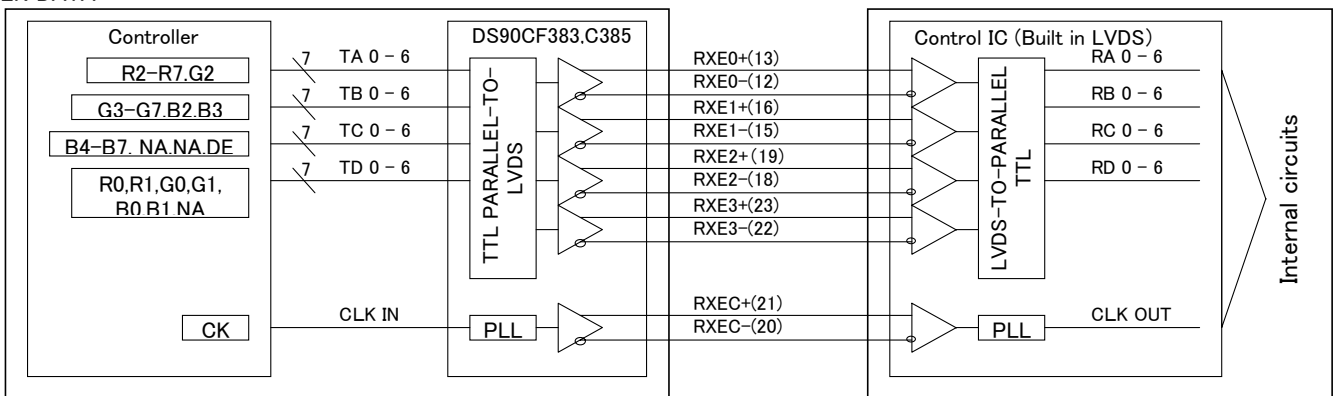 Controller
R2-R7.G2
G3-G7.B2.B3
B4-B7. NA.NA.DE
R0,R1,G0,G1,
B0.B1.NA
CK
7 TA 0 - 6
7 TB 0 - 6
7 TC 0 - 6
7 TD 0 - 6
CLK IN
DS90CF383,C385
TTL PARALLEL-TO-
LVDS
PLL
RXE0+(13)
RXE0-(12)
RXE1+(16)
RXE1-(15)
RXE2+(19)
RXE2-(18)
RXE3+(23)
RXE3-(22)
RXEC+(21)
RXEC-(20)
Control IC (Built in LVDS)
LVDS-TO-PARALLEL
TTL
PLL
RA 0 - 6
RB 0 - 6
RC 0 - 6
RD 0 - 6
CLK OUT
Internal circuits